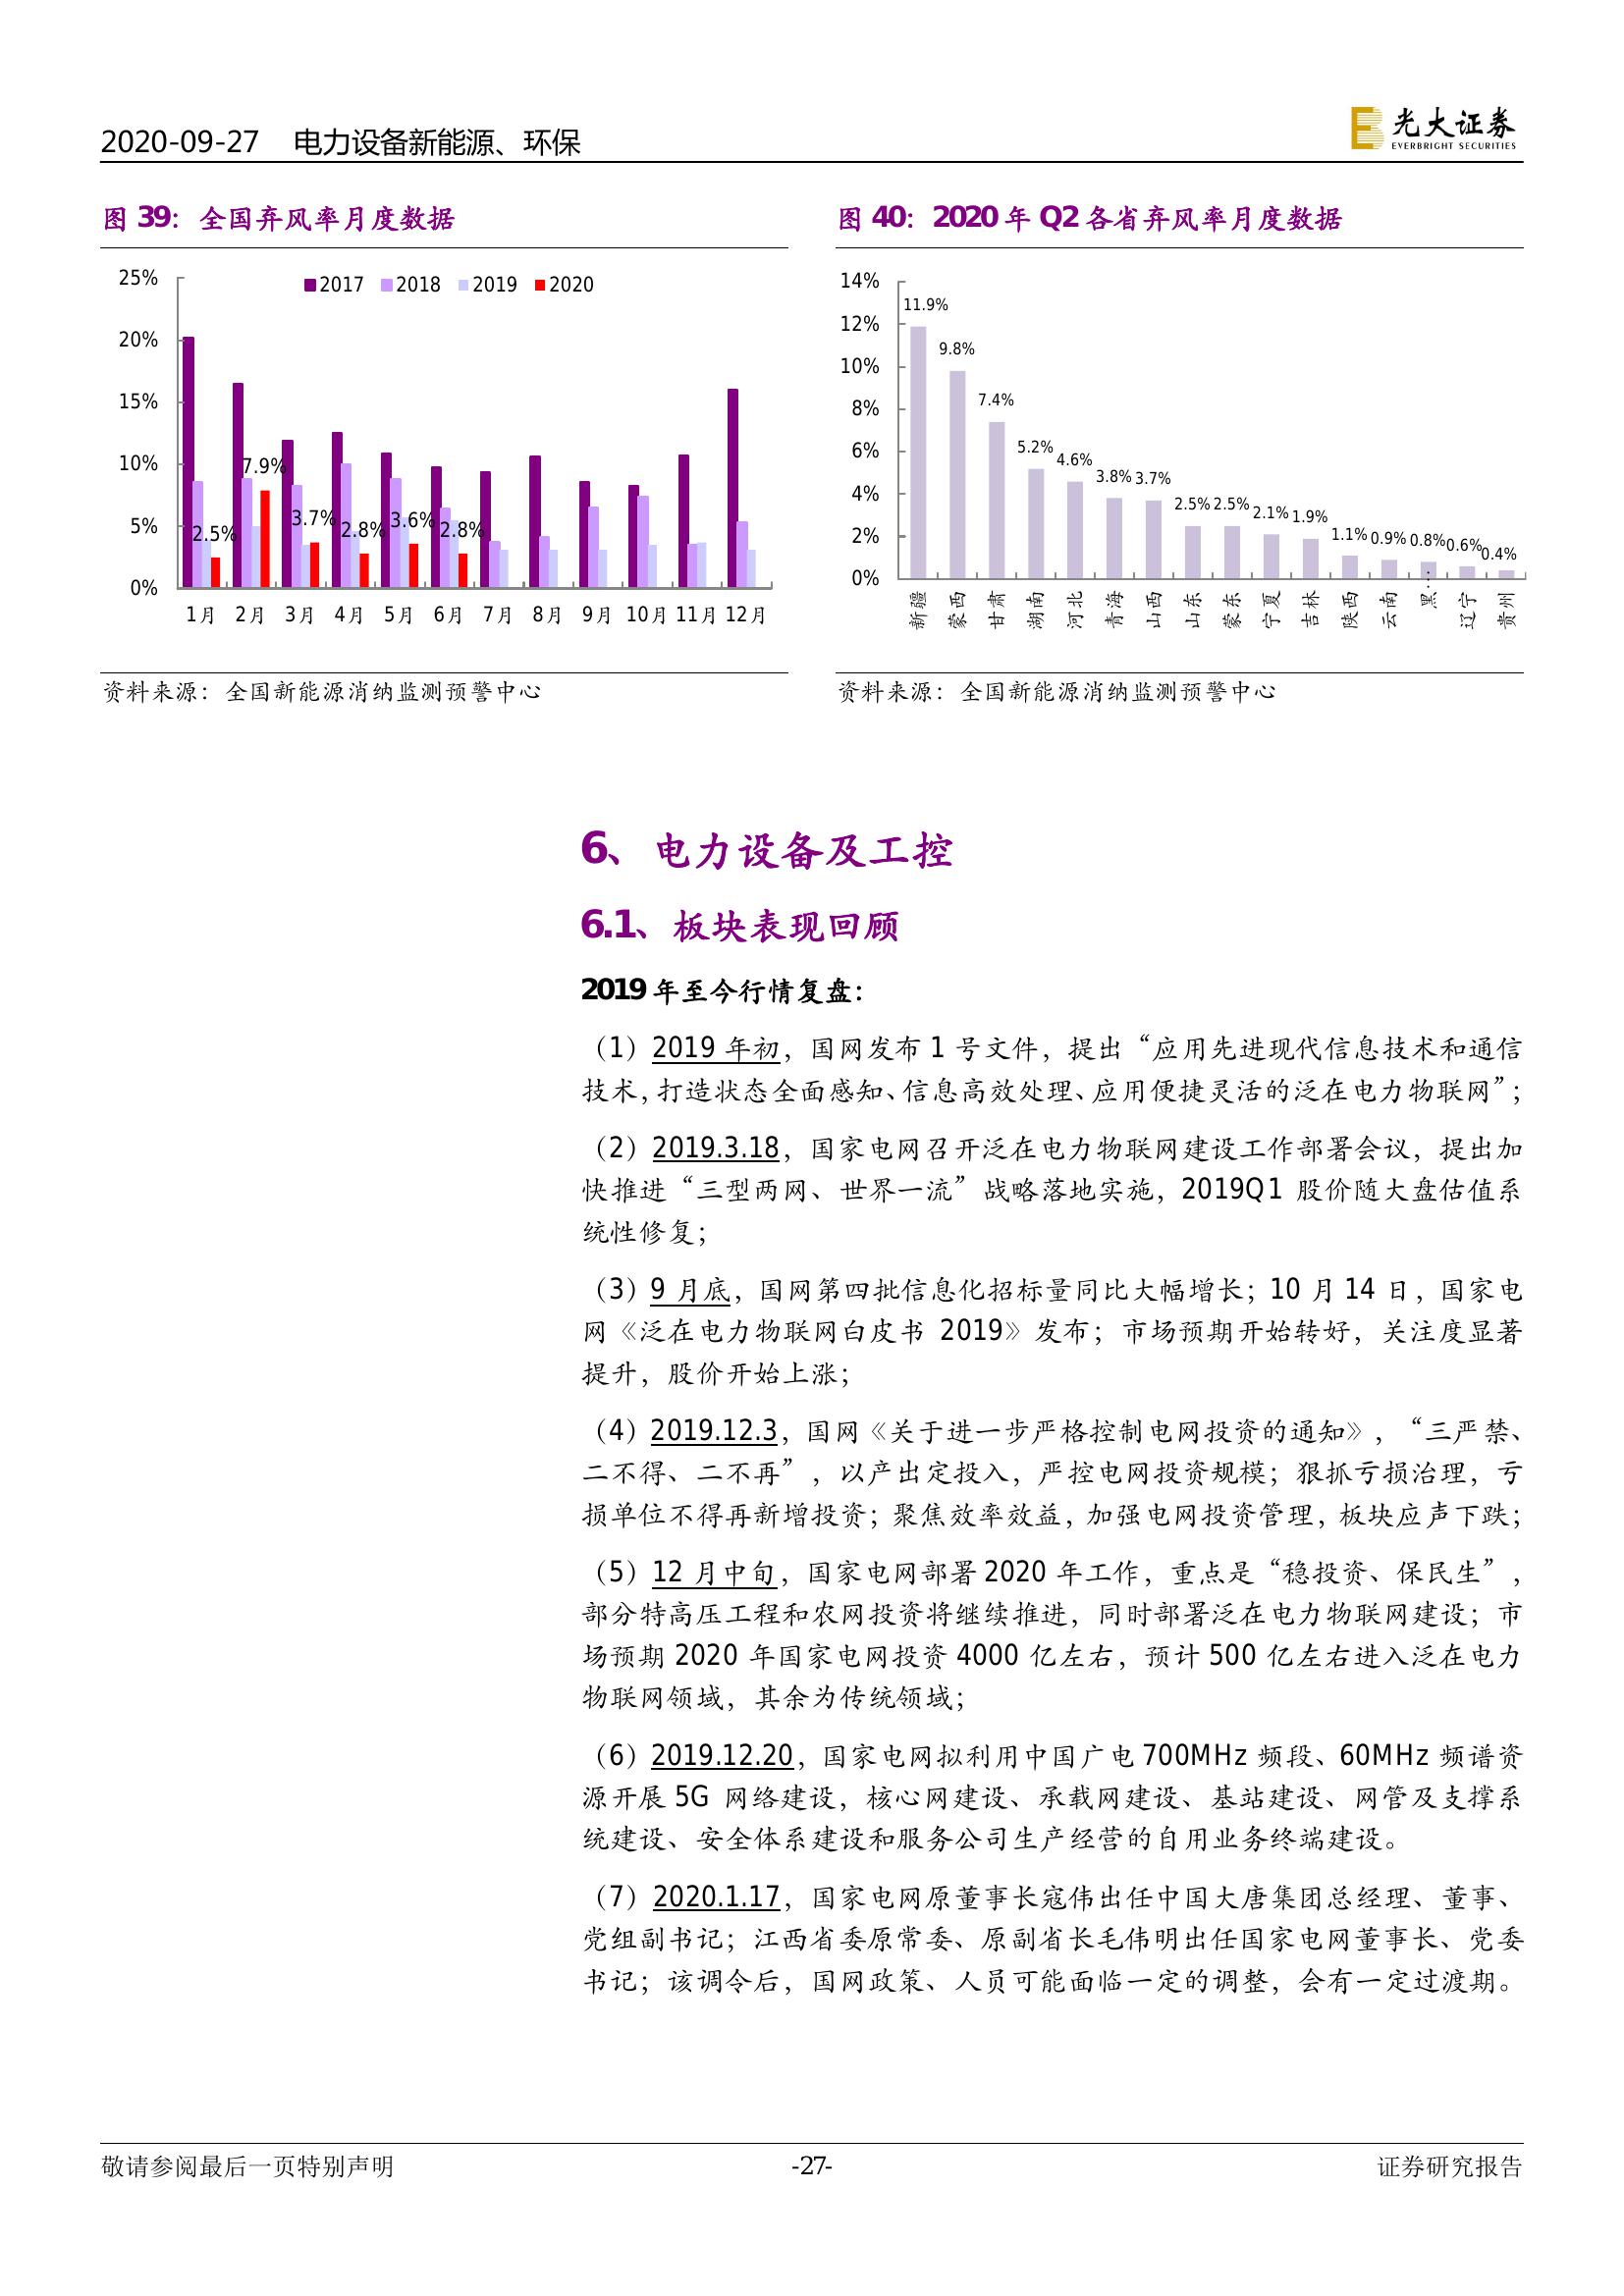 2020-09-27 电力设备新能源、环保
光大证券
EVERBRIGHT SECURITIES
图 39：全国弃风率月度数据
25%
20%
15%
10%
5%
0%
2017 2018 2019 2020
2.5%
7.9%
3.7%
2.8%
3.6%
2.8%
1月 2月 3月 4月 5月 6月 7月 8月 9月 10月 11月 12月
资料来源：全国新能源消纳监测预警中心
图 40：2020 年 Q2 各省弃风率月度数据
14%
12%
10%
8%
6%
4%
2%
0%
11.9%
9.8%
7.4%
5.2%
4.6%
3.8%
3.7%
2.5%
2.5%
2.1%
1.9%
1.1%
0.9%
0.8%
0.6%
0.4%
新疆 蒙西 甘肃 湖南 河北 青海 山西 山东 蒙东 宁夏 吉林 陕西 云南 黑… 辽宁 贵州
资料来源：全国新能源消纳监测预警中心
6、电力设备及工控
6.1、板块表现回顾
2019 年至今行情复盘：
（1）2019 年初，国网发布 1 号文件，提出“应用先进现代信息技术和通信
技术，打造状态全面感知、信息高效处理、应用便捷灵活的泛在电力物联网”；
（2）2019.3.18，国家电网召开泛在电力物联网建设工作部署会议，提出加
快推进“三型两网、世界一流”战略落地实施，2019Q1 股价随大盘估值系
统性修复；
（3）9 月底，国网第四批信息化招标量同比大幅增长；10 月 14 日，国家电
网《泛在电力物联网白皮书 2019》发布；市场预期开始转好，关注度显著
提升，股价开始上涨；
（4）2019.12.3，国网《关于进一步严格控制电网投资的通知》，“三严禁、
二不得、二不再”，以产出定投入，严控电网投资规模；狠抓亏损治理，亏
损单位不得再新增投资；聚焦效率效益，加强电网投资管理，板块应声下跌；
（5）12 月中旬，国家电网部署 2020 年工作，重点是“稳投资、保民生”，
部分特高压工程和农网投资将继续推进，同时部署泛在电力物联网建设；市
场预期 2020 年国家电网投资 4000 亿左右，预计 500 亿左右进入泛在电力
物联网领域，其余为传统领域；
（6）2019.12.20，国家电网拟利用中国广电 700MHz 频段、60MHz 频谱资
源开展 5G 网络建设，核心网建设、承载网建设、基站建设、网管及支撑系
统建设、安全体系建设和服务公司生产经营的自用业务终端建设。
（7）2020.1.17，国家电网原董事长寇伟出任中国大唐集团总经理、董事、
党组副书记；江西省委原常委、原副省长毛伟明出任国家电网董事长、党委
书记；该调令后，国网政策、人员可能面临一定的调整，会有一定过渡期。
敬请参阅最后一页特别声明
-27-
证券研究报告